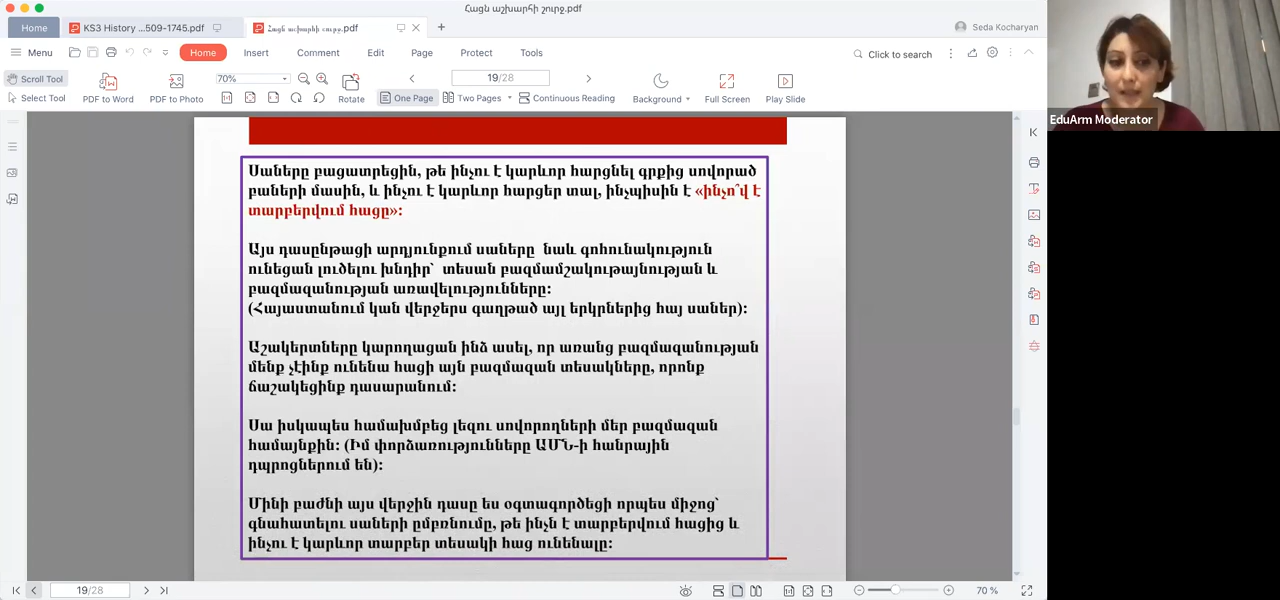 Հացն աշխարհի շուրջ.pdf
Home
KS3 History ...509-1745.pdf
Հացն աշխարհի շուրջ.pdf
Seda Kocharyan
Menu
Home
Insert
Comment
Edit
Page
Protect
Tools
Click to search
Scroll Tool
Select Tool
PDF to Word
PDF to Photo
70%
Rotate
19/28
One Page
Two Pages
Continuous Reading
Background
Full Screen
Play Slide
EduArm Moderator
Սաները բացատրեցին, թե ինչու է կարևոր հարցնել գրքից սովորած
բաների մասին, և ինչու է կարևոր հարցեր տալ, ինչպիսին է «ինչո՞վ է
տարբերվում հացը»։
Այս դասընթացի արդյունքում սաները նաև գոհունակություն
ունեցան լուծելու խնդիր՝ տեսան բազմամշակութայնության և
բազմազանության առավելությունները։
(Հայաստանում կան վերջերս գաղթած այլ երկրներից հայ սաներ)։
Աշակերտները կարողացան ինձ ասել, որ առանց բազմազանության
մենք չէինք ունենա հացի այն բազմազան տեսակները, որոնք
ճաշակեցինք դասարանում։
Սա իսկապես համախմբեց լեզու սովորողների մեր բազմազան
համայնքին։ (Իմ փորձառությունները ԱՄՆ-ի հանրային
դպրոցներում են)։
Մինի բաժնի այս վերջին դասը ես օգտագործեցի որպես միջոց՝
գնահատելու սաների ըմբռնումը, թե ինչն է տարբերվում հացից և
ինչու է կարևոր տարբեր տեսակի հաց ունենալը։
19/28
70 %